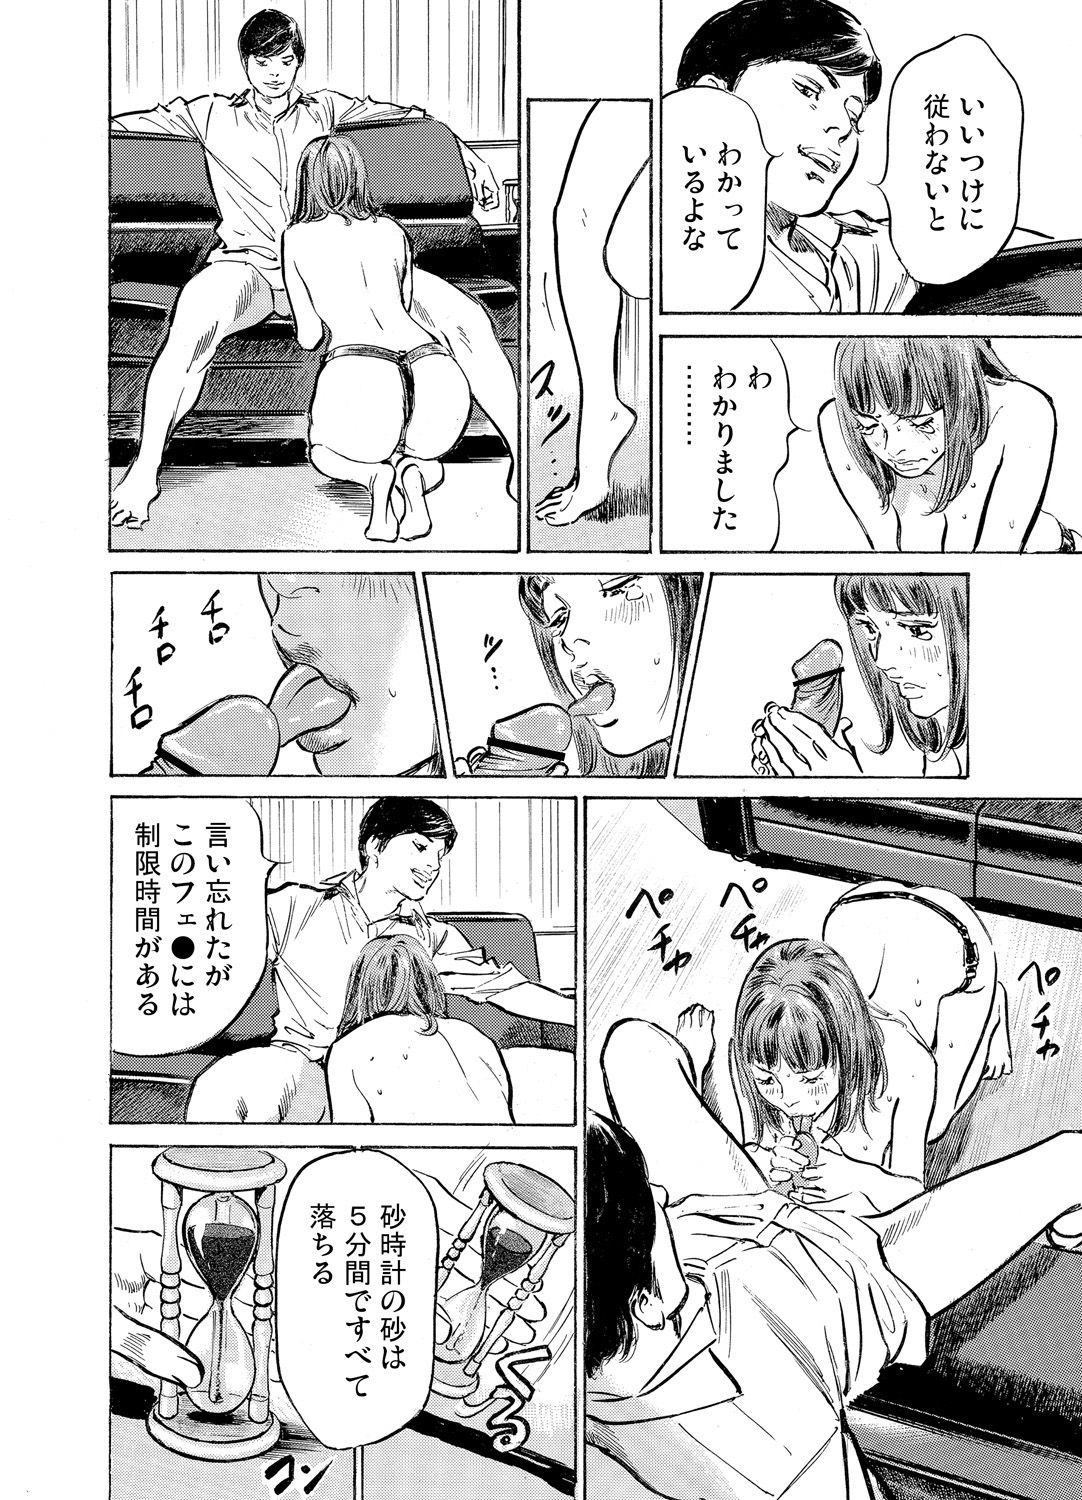 いいつけに
従わないと
わかって
いるよな
わ
わかりました
………
スッ
ッ…
チロ
チロ
チロ
ペチャ
ペチャ
ペチャ
言い忘れたが
このフェ●には
制限時間がある
砂時計の砂は
5分間ですべて
落ちる
くる。
コン